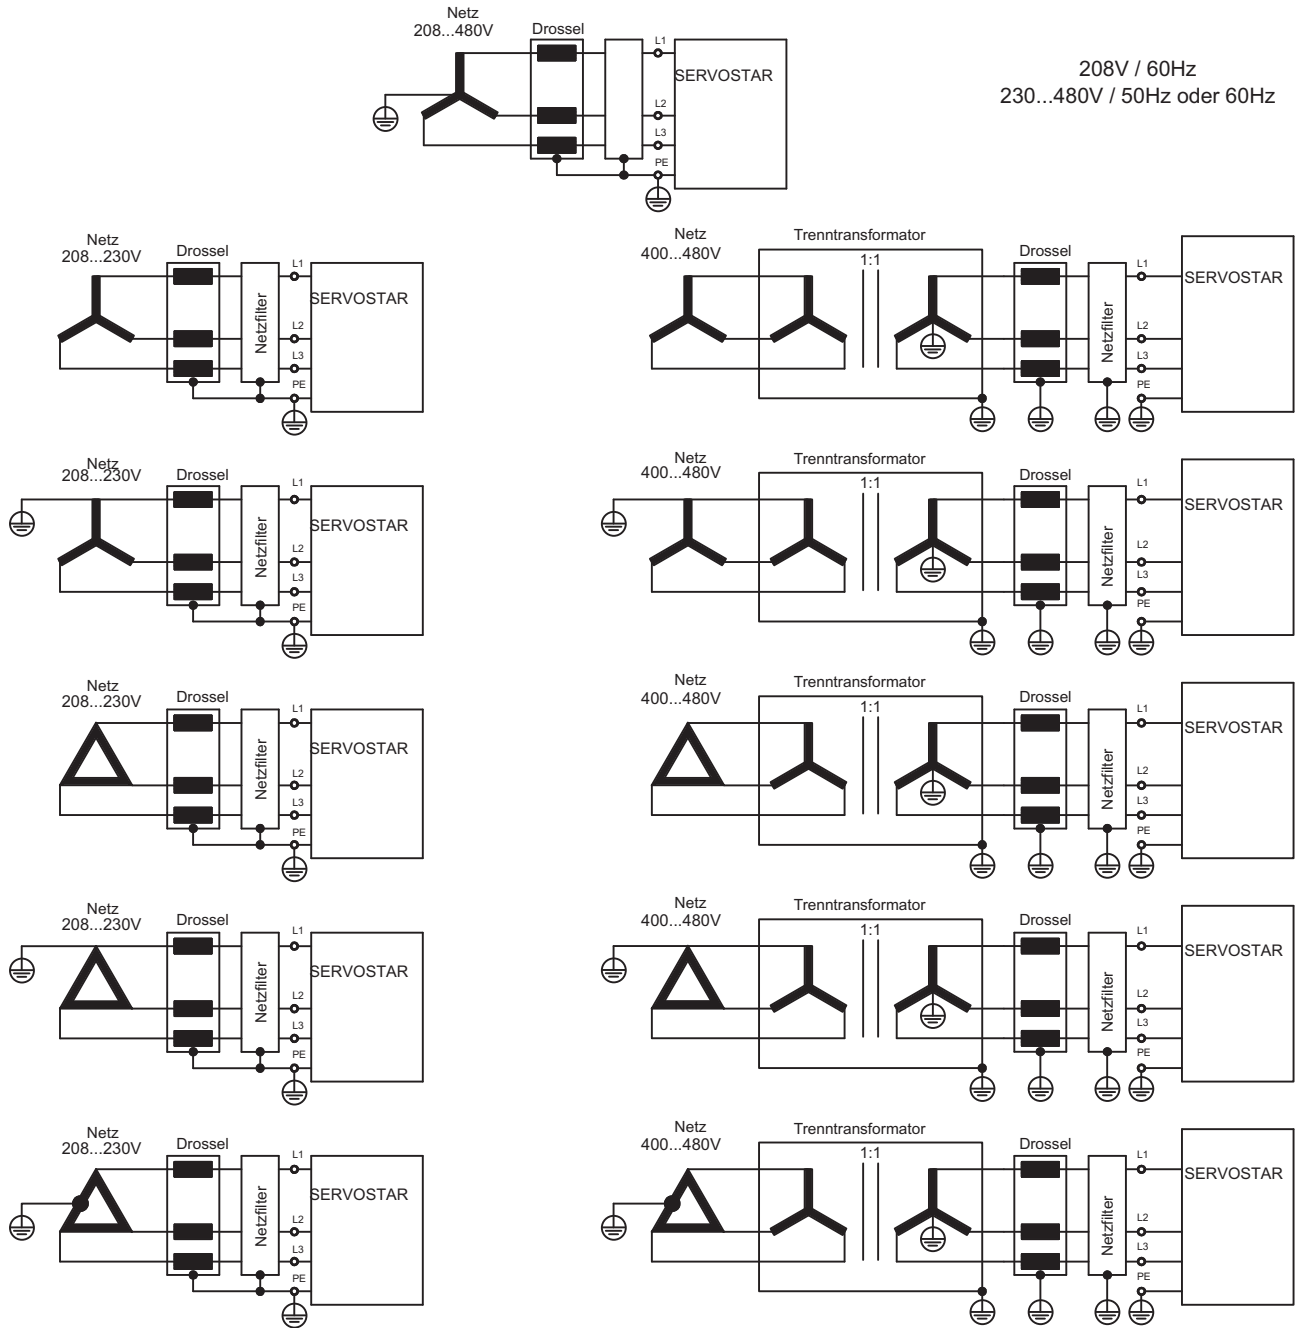 Netz
208...480V
Drossel
L1
SERVOSTAR
L2
L3
PE
208V / 60Hz
230...480V / 50Hz oder 60Hz
Netz
208...230V
Drossel
Netzfilter
L1
SERVOSTAR
L2
L3
PE
Netz
400...480V
Trenntransformator
1:1
Drossel
Netzfilter
L1
SERVOSTAR
L2
L3
PE
Netz
208...230V
Drossel
Netzfilter
L1
SERVOSTAR
L2
L3
PE
Netz
400...480V
Trenntransformator
1:1
Drossel
Netzfilter
L1
SERVOSTAR
L2
L3
PE
Netz
208...230V
Drossel
Netzfilter
L1
SERVOSTAR
L2
L3
PE
Netz
400...480V
Trenntransformator
1:1
Drossel
Netzfilter
L1
SERVOSTAR
L2
L3
PE
Netz
208...230V
Drossel
Netzfilter
L1
SERVOSTAR
L2
L3
PE
Netz
400...480V
Trenntransformator
1:1
Drossel
Netzfilter
L1
SERVOSTAR
L2
L3
PE
Netz
208...230V
Drossel
Netzfilter
L1
SERVOSTAR
L2
L3
PE
Netz
400...480V
Trenntransformator
1:1
Drossel
Netzfilter
L1
SERVOSTAR
L2
L3
PE